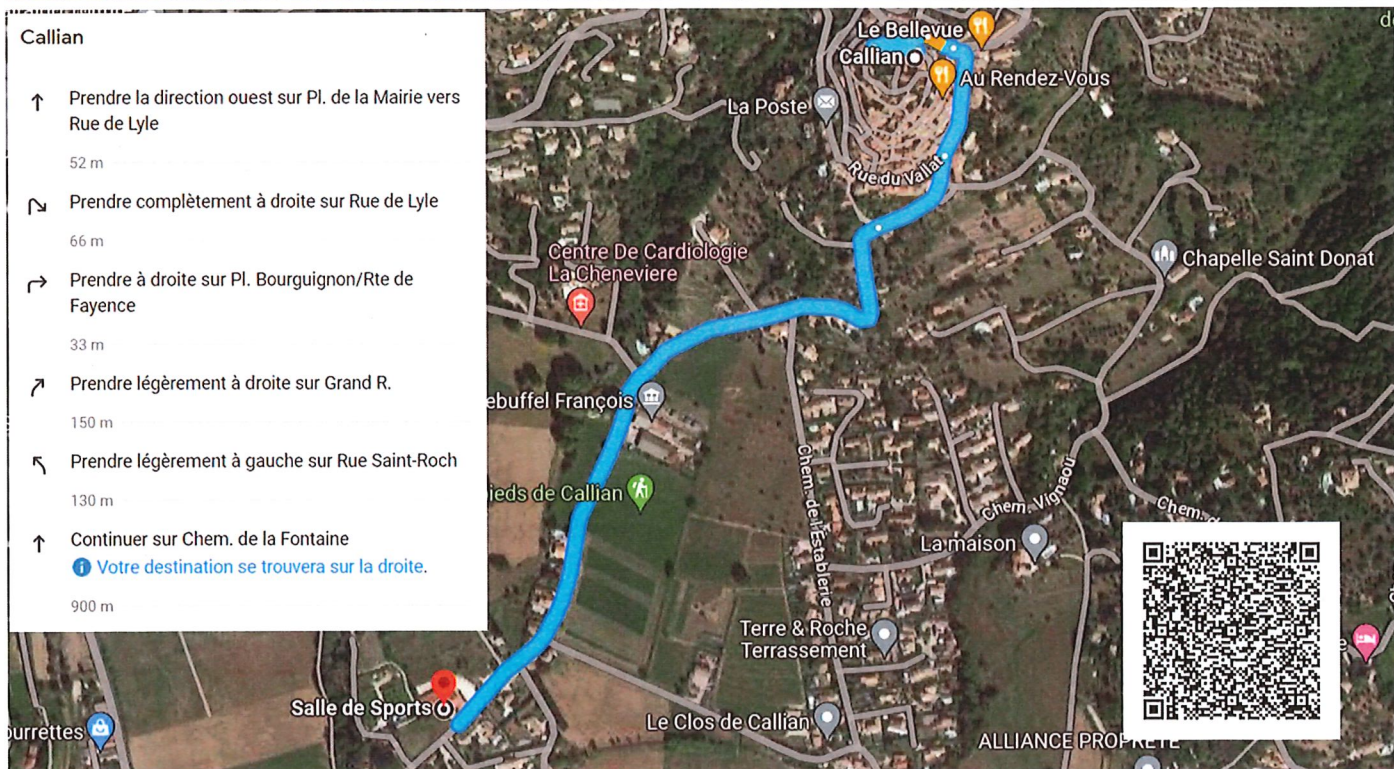 Callian
Prendre la direction ouest sur Pl. de la Mairie vers
Rue de Lyle
52 m
Prendre complètement à droite sur Rue de Lyle
66 m
Prendre à droite sur Pl. Bourguignon/Rte de
Fayence
33 m
Prendre légèrement à droite sur Grand R.
150 m
Prendre légèrement à gauche sur Rue Saint-Roch
130 m
Continuer sur Chem. de la Fontaine
Votre destination se trouvera sur la droite.
900 m
Le Bellevue
Callian
Au Rendez-Vous
La Poste
Rue du Vallat
Centre De Cardiologie
La Cheneviere
Chapelle Saint Donat
ebuffel François
ieds de Callian
Chem. de l'Establerie
Chem. Vignaou
Chem. d
La maison
Terre & Roche
Terrassement
Salle de Sports
Le Clos de Callian
ourrettes
ALLIANCE PROPRETE